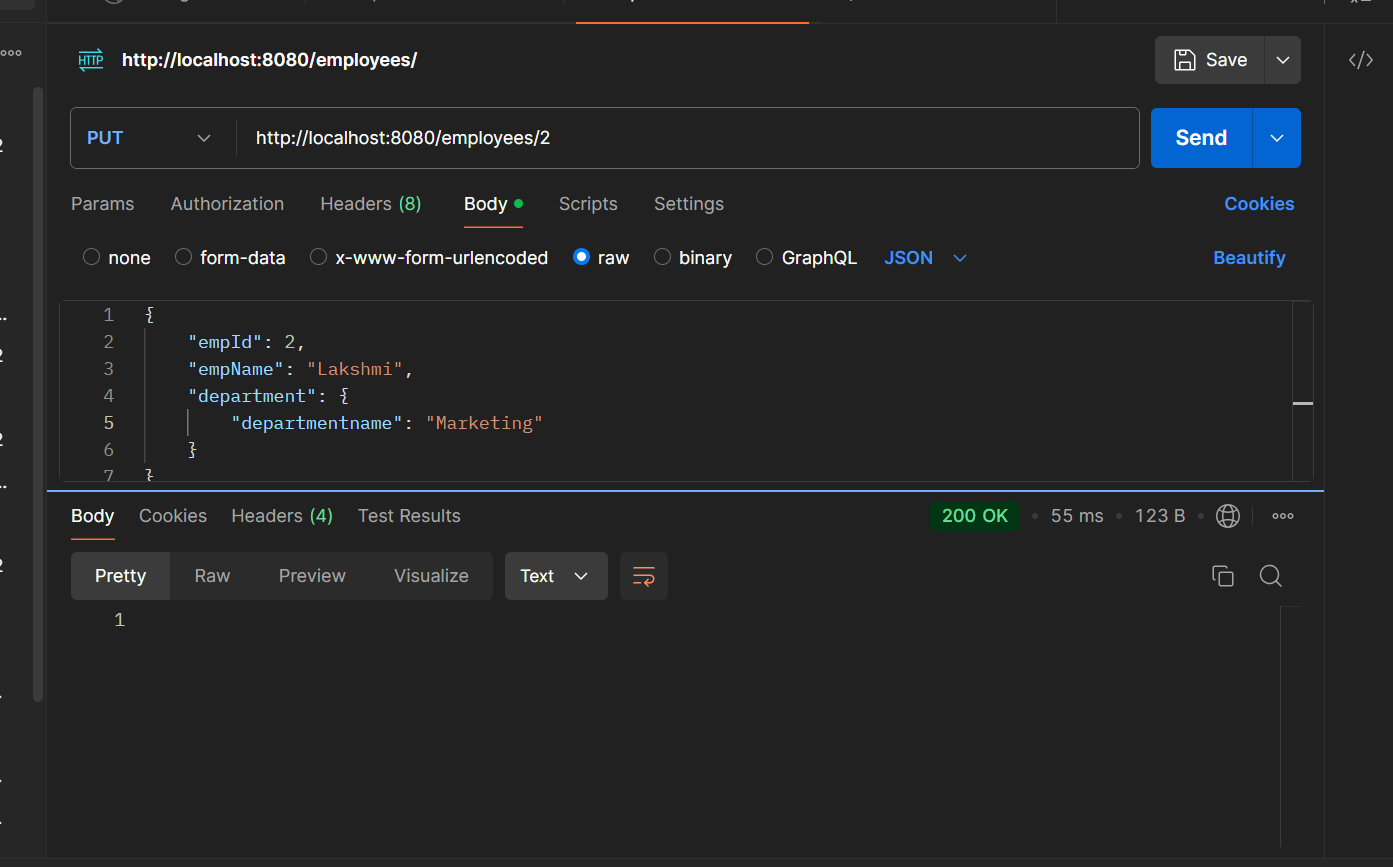 HTTP http://localhost:8080/employees/
Save
</>
PUT http://localhost:8080/employees/2
Send
Params Authorization Headers (8) Body Scripts Settings Cookies
none form-data x-www-form-urlencoded raw binary GraphQL JSON Beautify
1 {
2 "empId": 2,
3 "empName": "Lakshmi",
4 "department": {
5 "departmentname": "Marketing"
6 }
7 }
Body Cookies Headers (4) Test Results 200 OK • 55 ms • 123 B •
Pretty Raw Preview Visualize Text
1